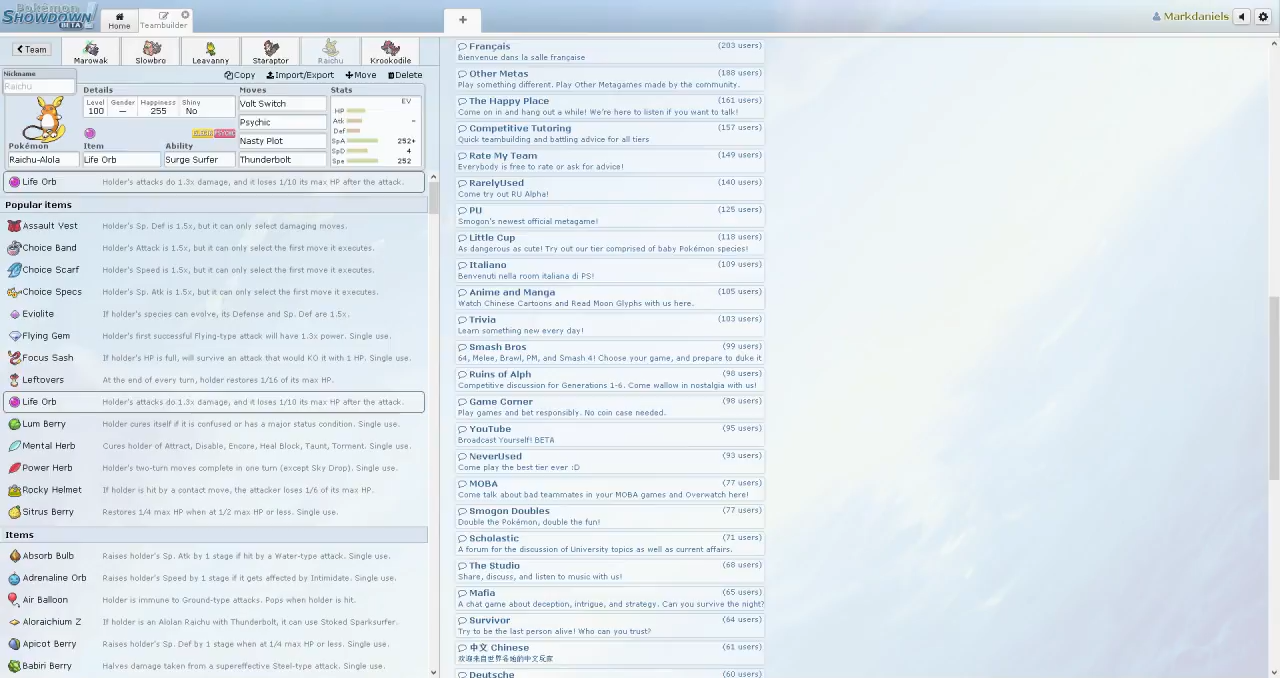 Pokémon
SHOWDOWN
BETA
Home
Teambuilder
+
Markdaniels
Team
Marowak
Slowbro
Leavanny
Staraptor
Raichu
Krookodile
Nickname
Raichu
Copy
Import/Export
Move
Delete
Details
Level Gender Happiness Shiny
100 — 255 No
ELECTR PSYCHC
Pokémon
Raichu-Alola
Item
Life Orb
Ability
Surge Surfer
Moves
Volt Switch
Psychic
Nasty Plot
Thunderbolt
Stats
EV
HP
Atk -
Def
SpA 252+
SpD 4
Spe 252
Life Orb Holder's attacks do 1.3x damage, and it loses 1/10 its max HP after the attack.
Popular items
Assault Vest Holder's Sp. Def is 1.5x, but it can only select damaging moves.
Choice Band Holder's Attack is 1.5x, but it can only select the first move it executes.
Choice Scarf Holder's Speed is 1.5x, but it can only select the first move it executes.
Choice Specs Holder's Sp. Atk is 1.5x, but it can only select the first move it executes.
Eviolite If holder's species can evolve, its Defense and Sp. Def are 1.5x.
Flying Gem Holder's first successful Flying-type attack will have 1.3x power. Single use.
Focus Sash If holder's HP is full, will survive an attack that would KO it with 1 HP. Single use.
Leftovers At the end of every turn, holder restores 1/16 of its max HP.
Life Orb Holder's attacks do 1.3x damage, and it loses 1/10 its max HP after the attack.
Lum Berry Holder cures itself if it is confused or has a major status condition. Single use.
Mental Herb Cures holder of Attract, Disable, Encore, Heal Block, Taunt, Torment. Single use.
Power Herb Holder's two-turn moves complete in one turn (except Sky Drop). Single use.
Rocky Helmet If holder is hit by a contact move, the attacker loses 1/6 of its max HP.
Sitrus Berry Restores 1/4 max HP when at 1/2 max HP or less. Single use.
Items
Absorb Bulb Raises holder's Sp. Atk by 1 stage if hit by a Water-type attack. Single use.
Adrenaline Orb Raises holder's Speed by 1 stage if it gets affected by Intimidate. Single use.
Air Balloon Holder is immune to Ground-type attacks. Pops when holder is hit.
Aloraichium Z If holder is an Alolan Raichu with Thunderbolt, it can use Stoked Sparksurfer.
Apicot Berry Raises holder's Sp. Def by 1 stage when at 1/4 max HP or less. Single use.
Babiri Berry Halves damage taken from a supereffective Steel-type attack. Single use.
Français (203 users)
Bienvenue dans la salle française
Other Metas (188 users)
Play something different. Play Other Metagames made by the community.
The Happy Place (161 users)
Come on in and hang out a while! We're here to listen if you want to talk!
Competitive Tutoring (157 users)
Quick teambuilding and battling advice for all tiers
Rate My Team (149 users)
Everybody is free to rate or ask for advice!
RarelyUsed (140 users)
Come try out RU Alpha!
PU (125 users)
Smogon's newest official metagame!
Little Cup (118 users)
As dangerous as cute! Try out our tier comprised of baby Pokémon species!
Italiano (109 users)
Benvenuti nella room italiana di PS!
Anime and Manga (105 users)
Watch Chinese Cartoons and Read Moon Glyphs with us here.
Trivia (103 users)
Learn something new every day!
Smash Bros (99 users)
64, Melee, Brawl, PM, and Smash 4! Choose your game, and prepare to duke it
Ruins of Alph (98 users)
Competitive discussion for Generations 1-6. Come wallow in nostalgia with us!
Game Corner (98 users)
Play games and bet responsibly. No coin case needed.
YouTube (95 users)
Broadcast Yourself! BETA
NeverUsed (93 users)
Come play the best tier ever :D
MOBA (77 users)
Come talk about bad teammates in your MOBA games and Overwatch here!
Smogon Doubles (77 users)
Double the Pokémon, double the fun!
Scholastic (71 users)
A forum for the discussion of University topics as well as current affairs.
The Studio (68 users)
Share, discuss, and listen to music with us!
Mafia (65 users)
A chat game about deception, intrigue, and strategy. Can you survive the night?
Survivor (64 users)
Try to be the last person alive! Who can you trust?
中文 Chinese (61 users)
欢迎来自世界各地的中文玩家
Deutsche (60 users)